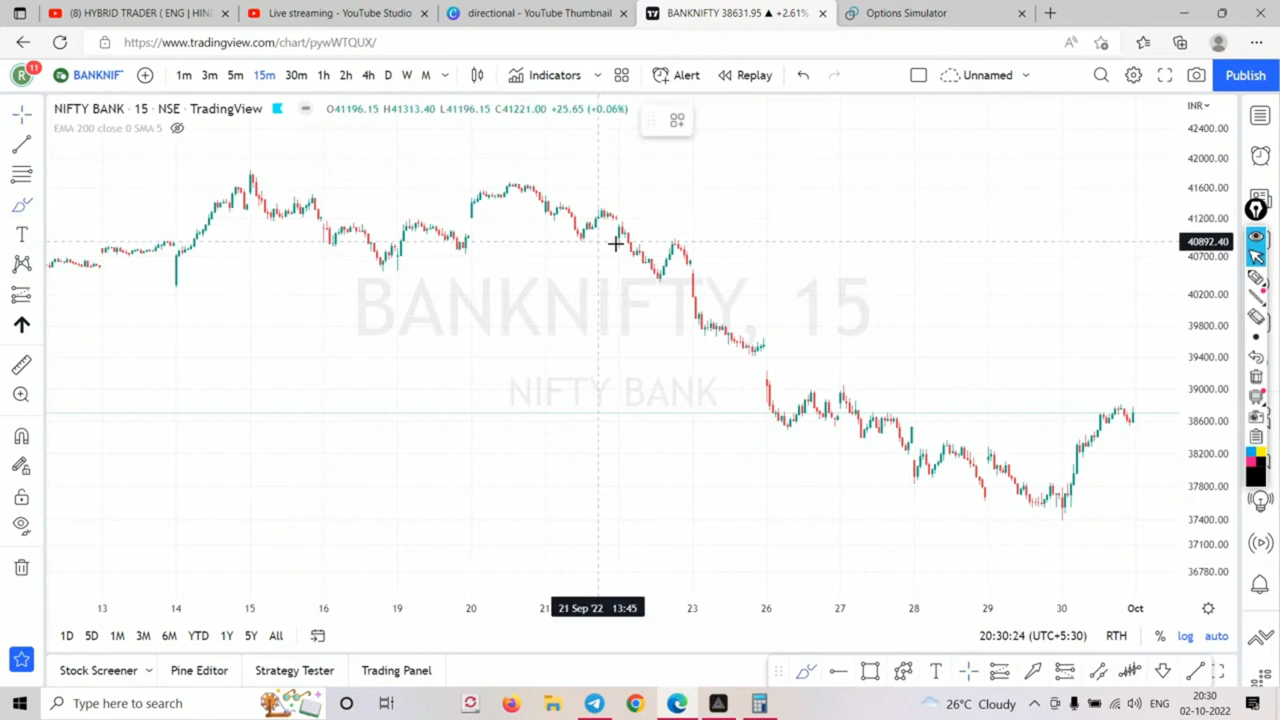 (8) HYBRID TRADER ( ENG | HIN
Live streaming - YouTube Studio
directional - YouTube Thumbnail
BANKNIFTY 38631.95 ▲ +2.61%
Options Simulator
https://www.tradingview.com/chart/pywWTQUX/
R 11
BANKNIF
1m 3m 5m 15m 30m 1h 2h 4h D W M
Indicators
Alert
Replay
Unnamed
Publish
NIFTY BANK · 15 · NSE · TradingView
O41196.15 H41313.40 L41196.15 C41221.00 +25.65 (+0.06%)
INR
EMA 200 close 0 SMA 5
42400.00
42000.00
41600.00
41200.00
40892.40
40700.00
40200.00
39800.00
39400.00
39000.00
38600.00
38200.00
37800.00
37400.00
37100.00
36780.00
BANKNIFTY, 15
NIFTY BANK
13 14 15 16 19 20 21 21 Sep '22 13:45 23 26 27 28 29 30 Oct
1D 5D 1M 3M 6M YTD 1Y 5Y All
20:30:24 (UTC+5:30) RTH % log auto
Stock Screener
Pine Editor
Strategy Tester
Trading Panel
Type here to search
26°C Cloudy
ENG
20:30
02-10-2022